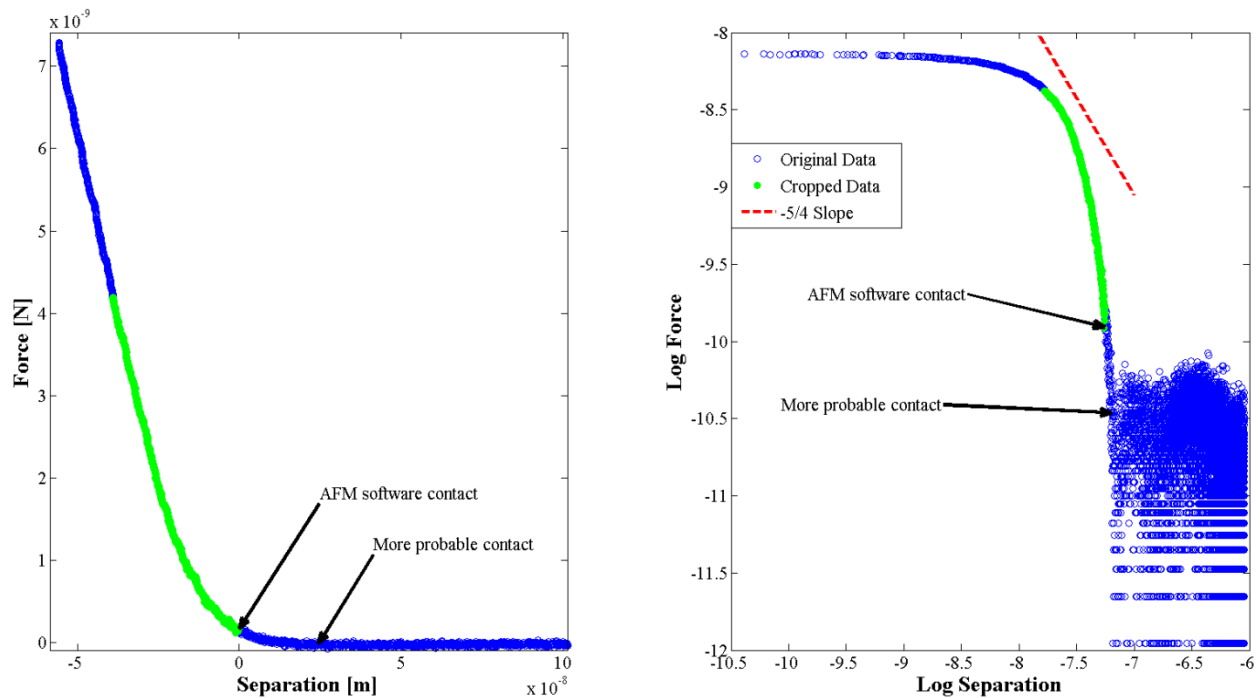 x 10^-9
7
6
5
4
3
2
1
0
Force [N]
AFM software contact
More probable contact
-5
0
5
10
Separation [m]
x 10^-8
-8
-8.5
-9
-9.5
-10
-10.5
-11
-11.5
-12
Log Force
Original Data
Cropped Data
-5/4 Slope
AFM software contact
More probable contact
-10.5
-10
-9.5
-9
-8.5
-8
-7.5
-7
-6.5
-6
Log Separation